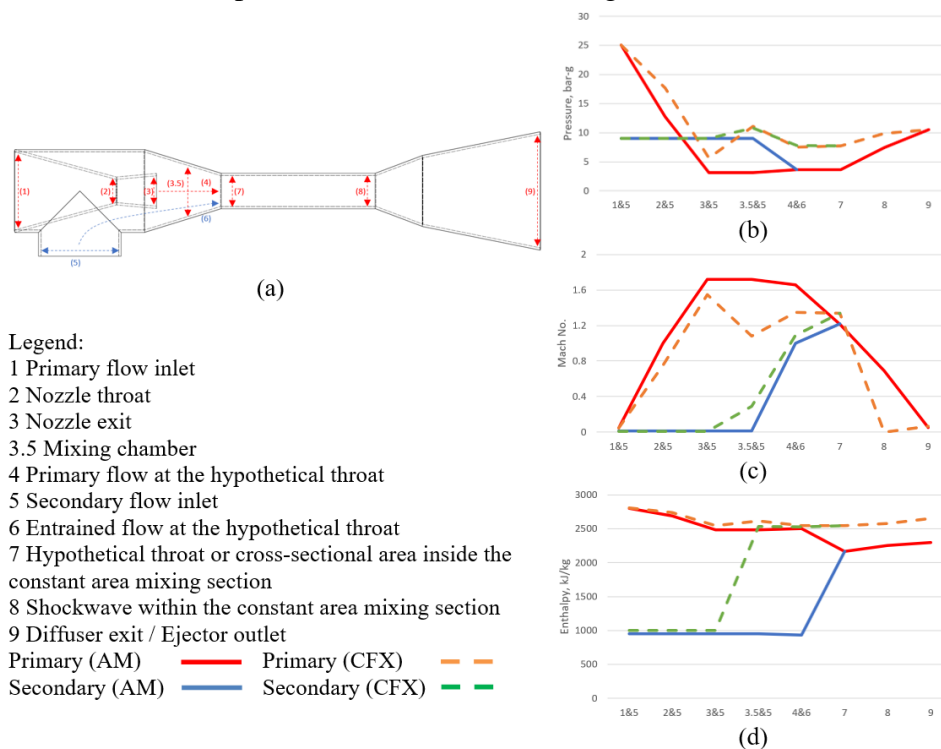 (1)
(2)
(3)
(3.5)
(4)
(6)
(7)
(8)
(9)
(5)
(a)
Legend:
1 Primary flow inlet
2 Nozzle throat
3 Nozzle exit
3.5 Mixing chamber
4 Primary flow at the hypothetical throat
5 Secondary flow inlet
6 Entrained flow at the hypothetical throat
7 Hypothetical throat or cross-sectional area inside the
constant area mixing section
8 Shockwave within the constant area mixing section
9 Diffuser exit / Ejector outlet
Primary (AM) Primary (CFX)
Secondary (AM) Secondary (CFX)
Pressure, bar-g
30
25
20
15
10
5
0
1&5 2&5 3&5 3.5&5 4&6 7 8 9
(b)
Mach No.
2
1.6
1.2
0.8
0.4
0
1&5 2&5 3&5 3.5&5 4&6 7 8 9
(c)
Enthalpy, kJ/kg
3000
2500
2000
1500
1000
500
0
1&5 2&5 3&5 3.5&5 4&6 7 8 9
(d)